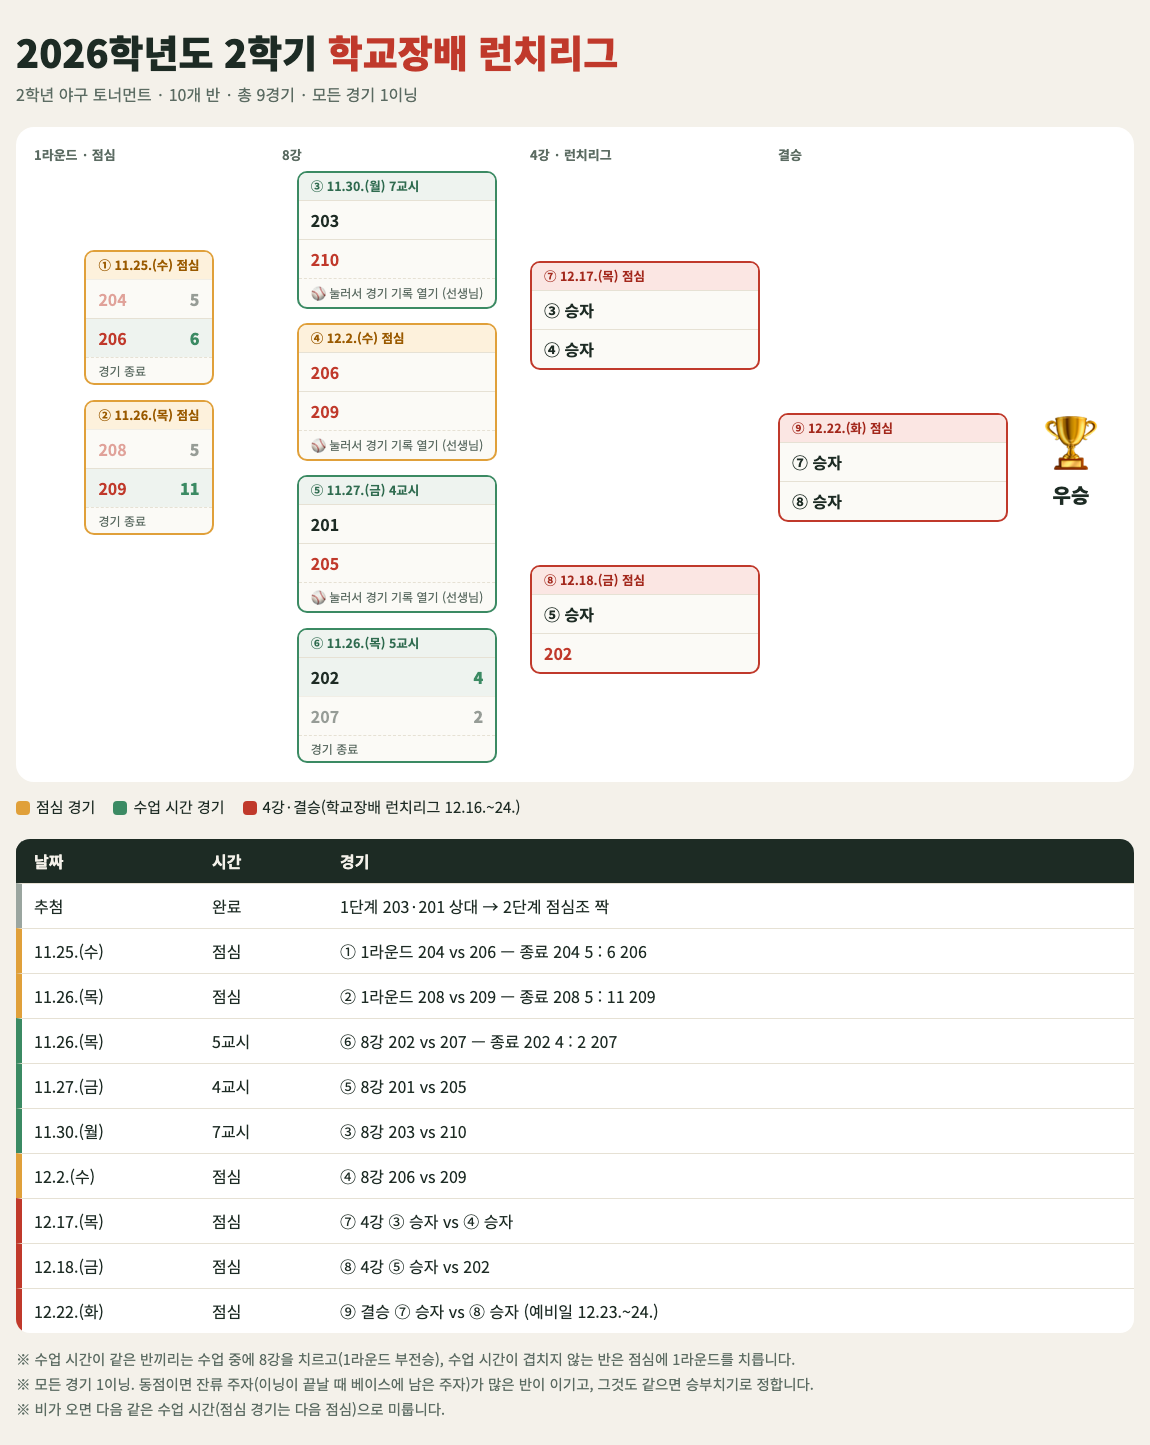 2026학년도 2학기 학교장배 런치리그
2학년 야구 토너먼트 · 10개 반 · 총 9경기 · 모든 경기 1이닝
1라운드 · 점심
① 11.25.(수) 점심
204 5
206 6
경기 종료
② 11.26.(목) 점심
208 5
209 11
경기 종료
8강
③ 11.30.(월) 7교시
203
210
눌러서 경기 기록 열기 (선생님)
④ 12.2.(수) 점심
206
209
눌러서 경기 기록 열기 (선생님)
⑤ 11.27.(금) 4교시
201
205
눌러서 경기 기록 열기 (선생님)
⑥ 11.26.(목) 5교시
202 4
207 2
경기 종료
4강 · 런치리그
⑦ 12.17.(목) 점심
③ 승자
④ 승자
⑧ 12.18.(금) 점심
⑤ 승자
202
결승
⑨ 12.22.(화) 점심
⑦ 승자
⑧ 승자
우승
점심 경기 수업 시간 경기 4강·결승(학교장배 런치리그 12.16.~24.)
날짜 시간 경기
추첨 완료 1단계 203·201 상대 → 2단계 점심조 짝
11.25.(수) 점심 ① 1라운드 204 vs 206 — 종료 204 5 : 6 206
11.26.(목) 점심 ② 1라운드 208 vs 209 — 종료 208 5 : 11 209
11.26.(목) 5교시 ⑥ 8강 202 vs 207 — 종료 202 4 : 2 207
11.27.(금) 4교시 ⑤ 8강 201 vs 205
11.30.(월) 7교시 ③ 8강 203 vs 210
12.2.(수) 점심 ④ 8강 206 vs 209
12.17.(목) 점심 ⑦ 4강 ③ 승자 vs ④ 승자
12.18.(금) 점심 ⑧ 4강 ⑤ 승자 vs 202
12.22.(화) 점심 ⑨ 결승 ⑦ 승자 vs ⑧ 승자 (예비일 12.23.~24.)
※ 수업 시간이 같은 반끼리는 수업 중에 8강을 치르고(1라운드 부전승), 수업 시간이 겹치지 않는 반은 점심에 1라운드를 치릅니다.
※ 모든 경기 1이닝. 동점이면 잔류 주자(이닝이 끝날 때 베이스에 남은 주자)가 많은 반이 이기고, 그것도 같으면 승부치기로 정합니다.
※ 비가 오면 다음 같은 수업 시간(점심 경기는 다음 점심)으로 미룹니다.